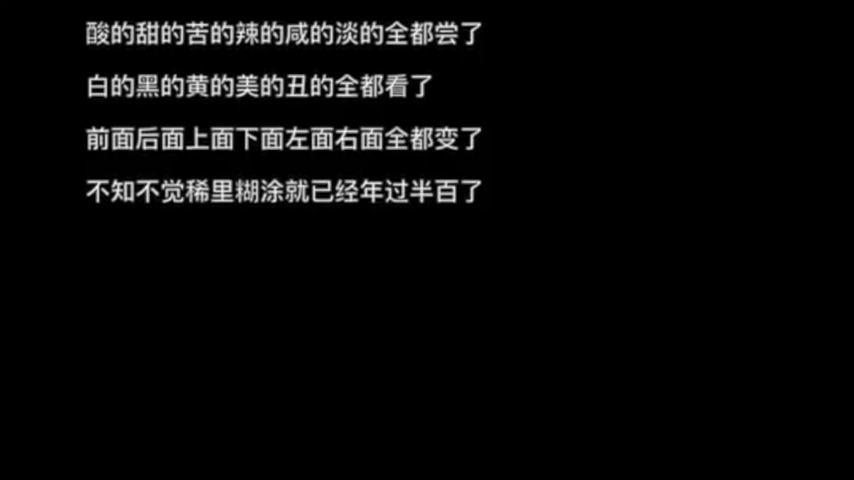 酸的甜的苦的辣的咸的淡的全都尝了
白的黑的黄的美的丑的全都看了
前面后面上面下面左面右面全都变了
不知不觉稀里糊涂就已经年过半百了